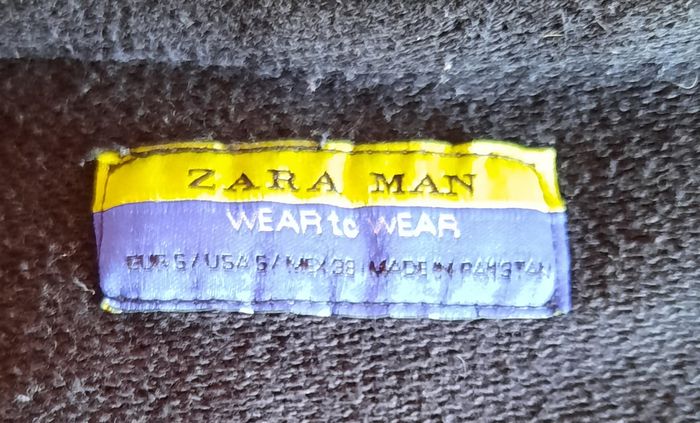 ZARA MAN
WEAR to WEAR
EUR S / USA S / MEX 38 MADE IN PAKISTAN